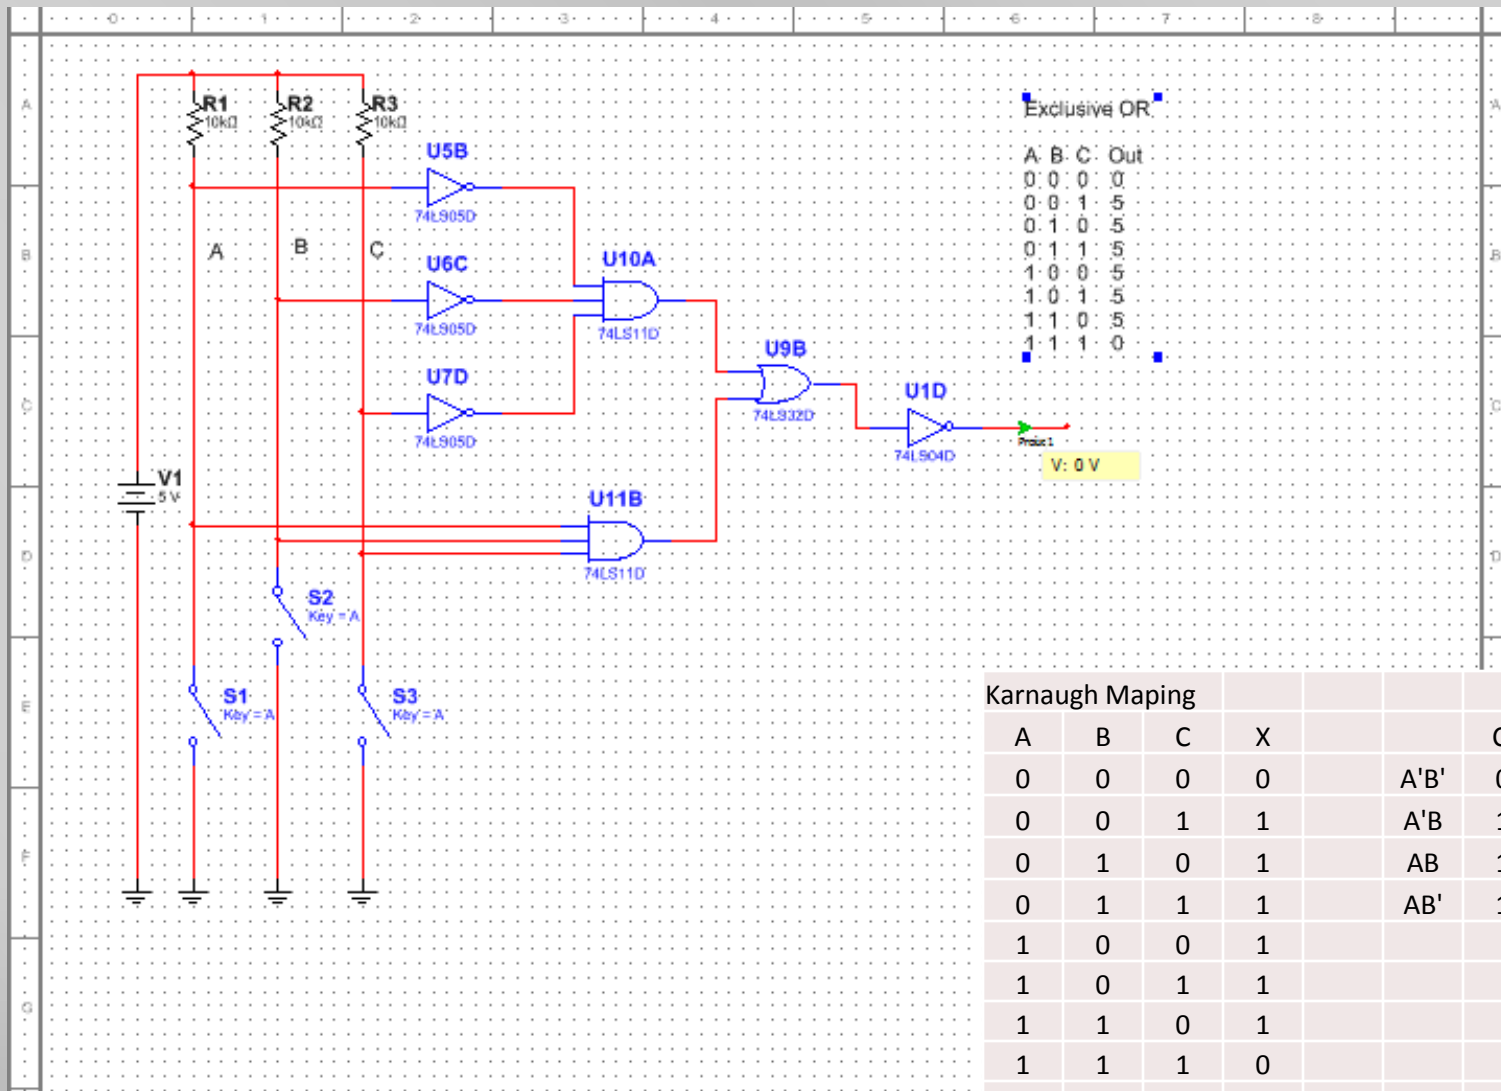 0 1 2 3 4 5 6 7 8
A
B
C
D
E
F
G
A
B
C
D
R1
10kΩ
R2
10kΩ
R3
10kΩ
A
B
C
U5B
74LS05D
U6C
74LS05D
U7D
74LS05D
U10A
74LS11D
U9B
74LS32D
U1D
74LS04D
Probe1
V: 0 V
V1
5 V
U11B
74LS11D
S2
Key = A
S1
Key = A
S3
Key = A
Exclusive OR
A B C Out
0 0 0 0
0 0 1 5
0 1 0 5
0 1 1 5
1 0 0 5
1 0 1 5
1 1 0 5
1 1 1 0
Karnaugh Maping
A B C X
0 0 0 0 A'B'
0 0 1 1 A'B
0 1 0 1 AB
0 1 1 1 AB'
1 0 0 1
1 0 1 1
1 1 0 1
1 1 1 0